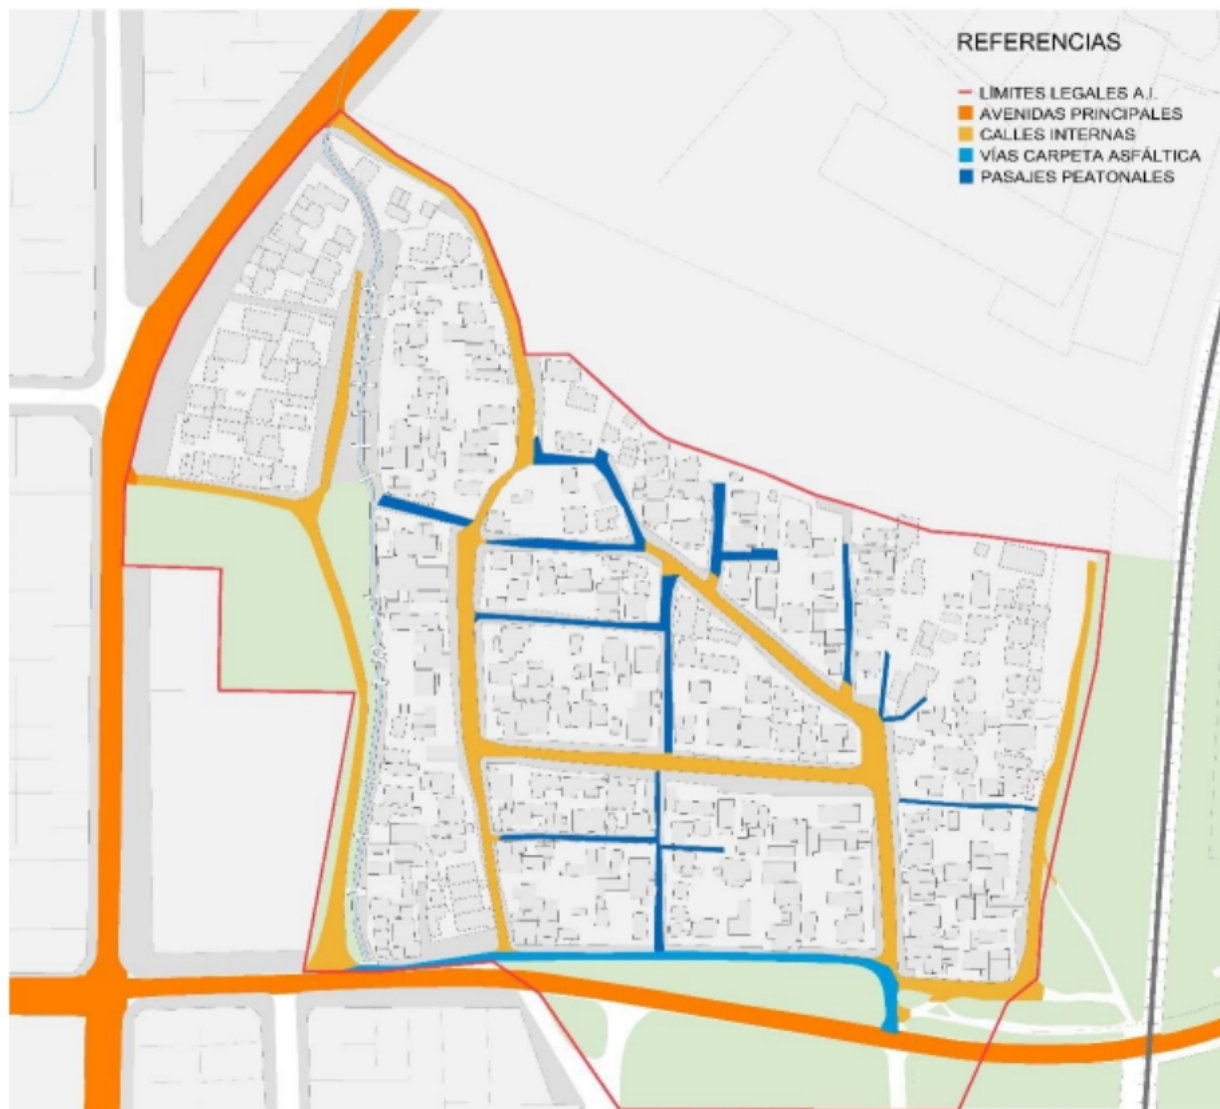 REFERENCIAS
LÍMITES LEGALES A.I.
AVENIDAS PRINCIPALES
CALLES INTERNAS
VÍAS CARPETA ASFÁLTICA
PASAJES PEATONALES